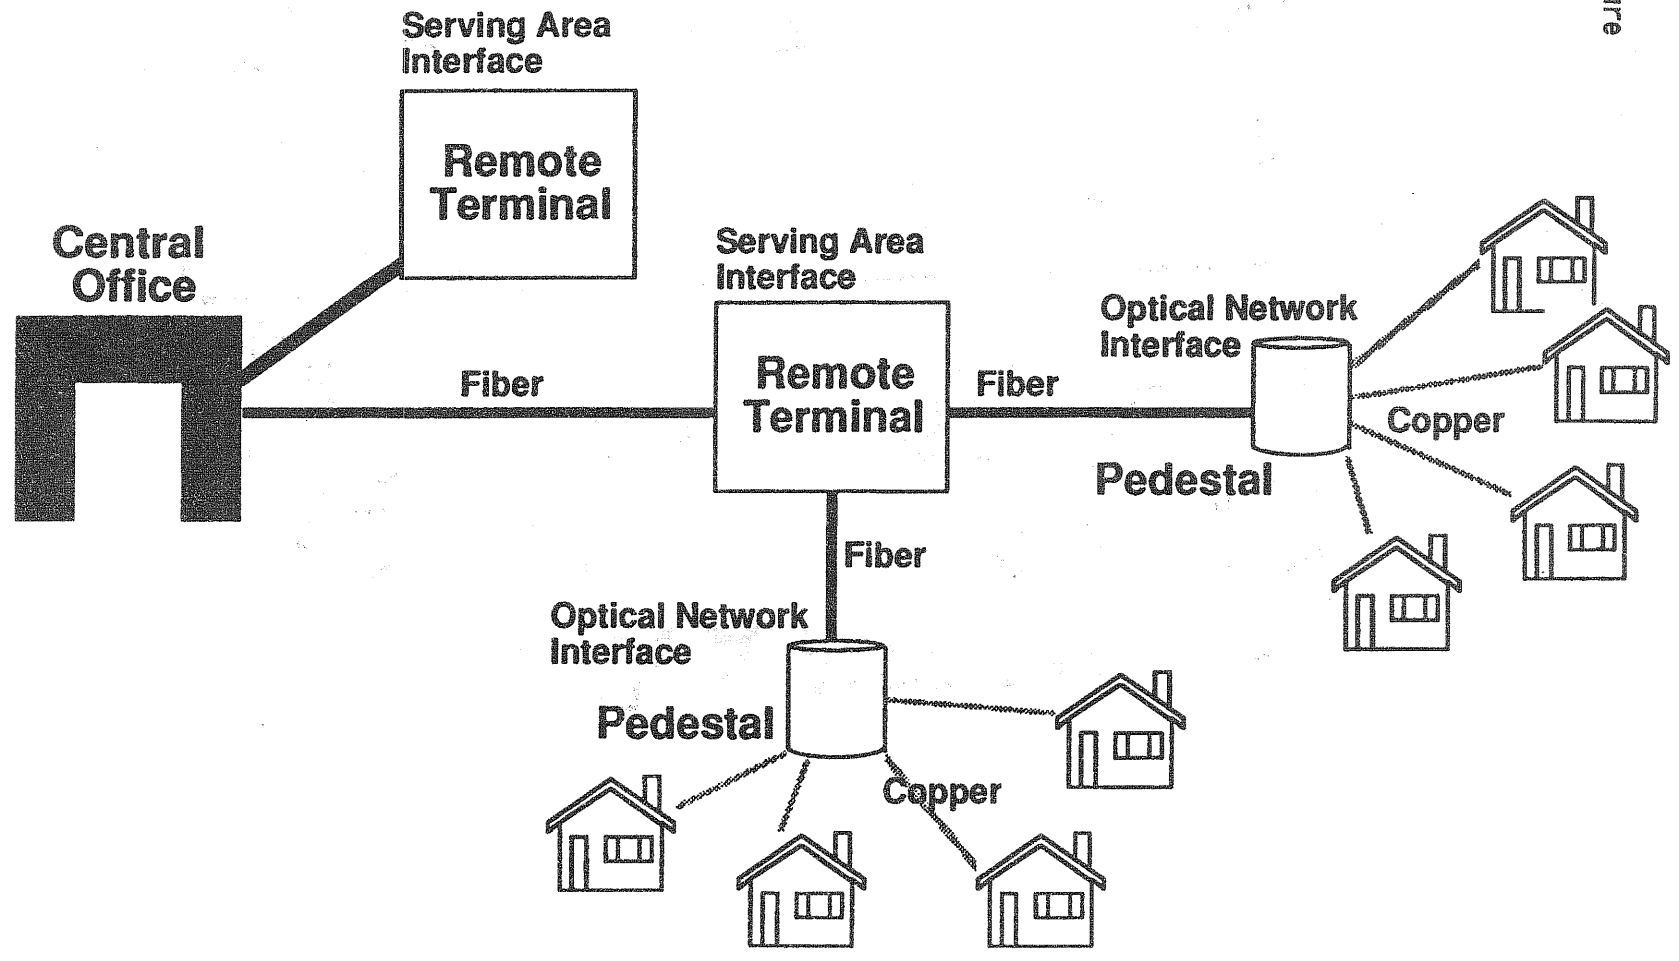 Serving Area
Interface
Remote
Terminal
Central
Office
Serving Area
Interface
Remote
Terminal
Fiber
Fiber
Optical Network
Interface
Pedestal
Copper
Fiber
Optical Network
Interface
Pedestal
Copper